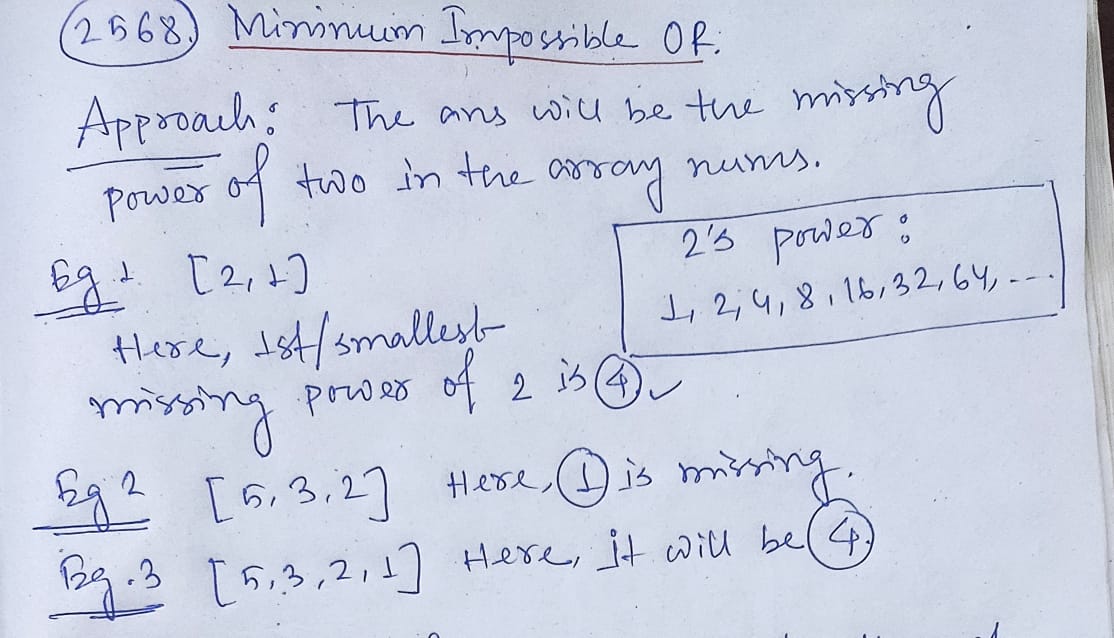 2568. Minimum Impossible OR.
Approach: The ans will be the missing
power of two in the array nums.
2's power:
1, 2, 4, 8, 16, 32, 64, ---
Eg 1. [2, 1]
Here, 1st/smallest
missing power of 2 is 4.
Eg 2 [5, 3, 2] Here, 1 is missing.
Eg. 3 [5, 3, 2, 1] Here, it will be 4.